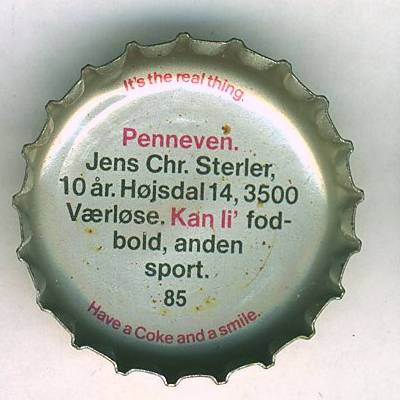 It's the real thing.
Penneven.
Jens Chr. Sterler,
10 år. Højsdal 14, 3500
Værløse. Kan li' fod-
bold, anden
sport.
85
Have a Coke and a smile.